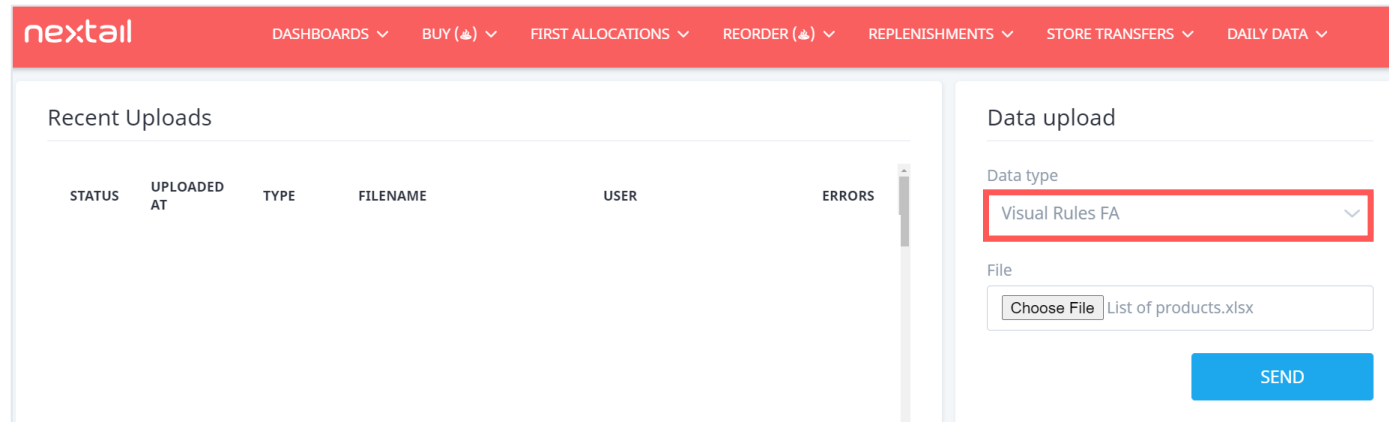 nextail
DASHBOARDS BUY () FIRST ALLOCATIONS REORDER () REPLENISHMENTS STORE TRANSFERS DAILY DATA
Recent Uploads
STATUS UPLOADED AT TYPE FILENAME USER ERRORS
Data upload
Data type
Visual Rules FA
File
Choose File List of products.xlsx
SEND